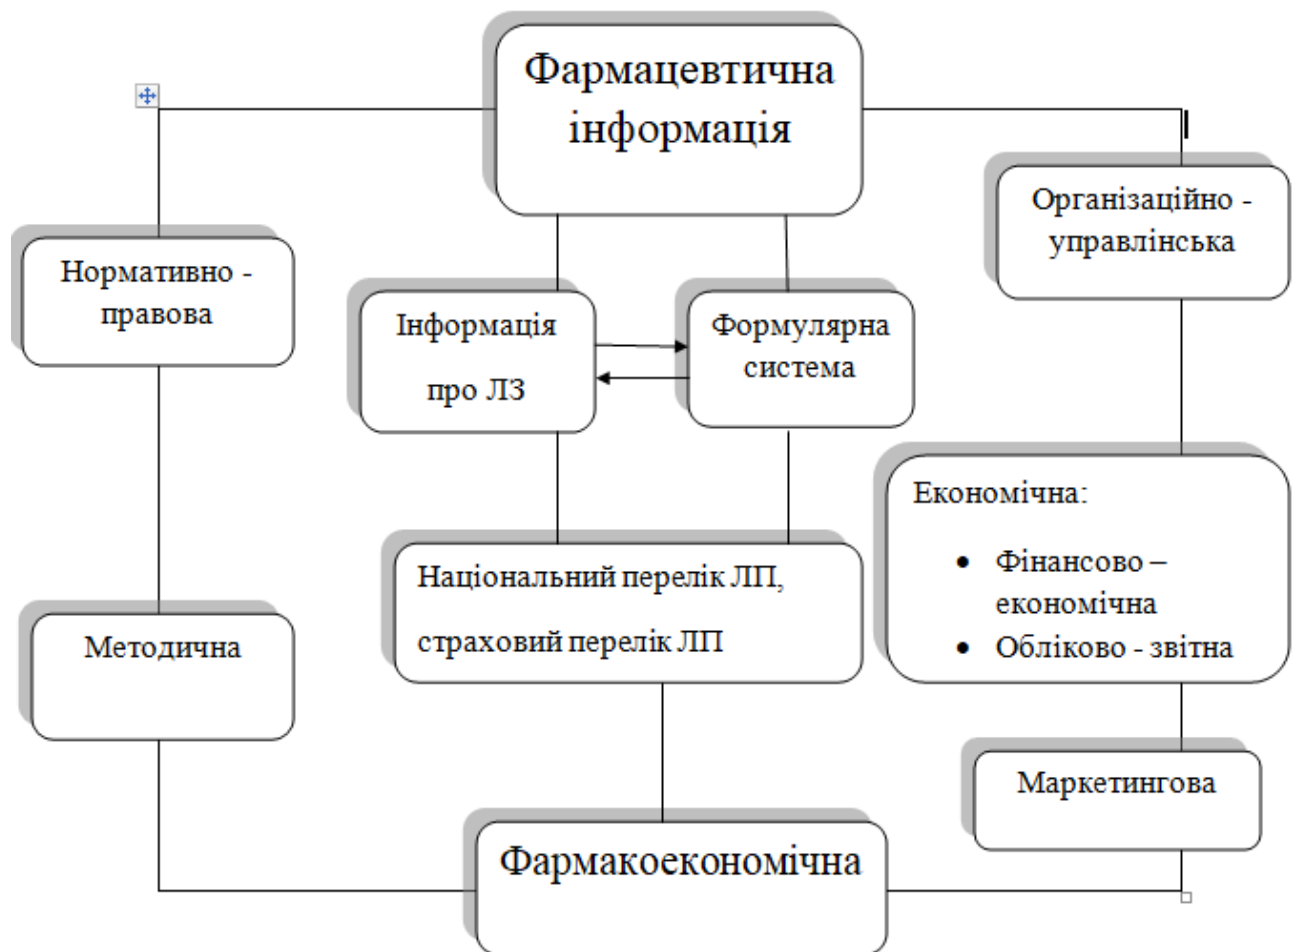 Фармацевтична
інформація
Організаційно -
управлінська
Нормативно -
правова
Інформація
про ЛЗ
Формулярна
система
Економічна:
• Фінансово –
економічна
• Обліково - звітна
Національний перелік ЛП,
страховий перелік ЛП
Методична
Маркетингова
Фармакоекономічна